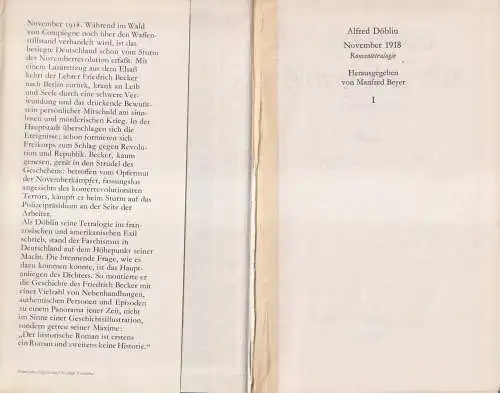 November 1918. Während im Wald
von Compiègne noch über den Waffen-
stillstand verhandelt wird, ist das
besiegte Deutschland schon vom Sturm
der Novemberrevolution erfaßt. Mit
einem Lazarettzug aus dem Elsaß
kehrt der Lehrer Friedrich Becker
nach Berlin zurück, krank an Leib
und Seele durch eine schwere Ver-
wundung und das drückende Bewußt-
sein persönlicher Mitschuld am sinn-
losen und mörderischen Krieg. In der
Hauptstadt überschlagen sich die
Ereignisse; schon formieren sich
Freikorps zum Schlag gegen Revolu-
tion und Republik. Becker, kaum
genesen, gerät in den Strudel des
Geschehens: betroffen vom Opfermut
der Novemberkämpfer, fassungslos
angesichts des konterrevolutionären
Terrors, kämpft er beim Sturm auf das
Polizeipräsidium an der Seite der
Arbeiter.
Als Döblin seine Tetralogie im fran-
zösischen und amerikanischen Exil
schrieb, stand der Faschismus in
Deutschland auf dem Höhepunkt seiner
Macht. Die brennende Frage, wie es
dazu kommen konnte, ist das Haupt-
anliegen des Dichters. So montierte er
die Geschichte des Friedrich Becker mit
einer Vielzahl von Nebenhandlungen,
authentischen Personen und Episoden
zu einem Panorama jener Zeit, nicht
im Sinne einer Geschichtsillustration,
sondern getreu seiner Maxime:
„Der historische Roman ist erstens
ein Roman und zweitens keine Historie.“
Alfred Döblin
November 1918
Romantetralogie
Herausgegeben
von Manfred Beyer
I